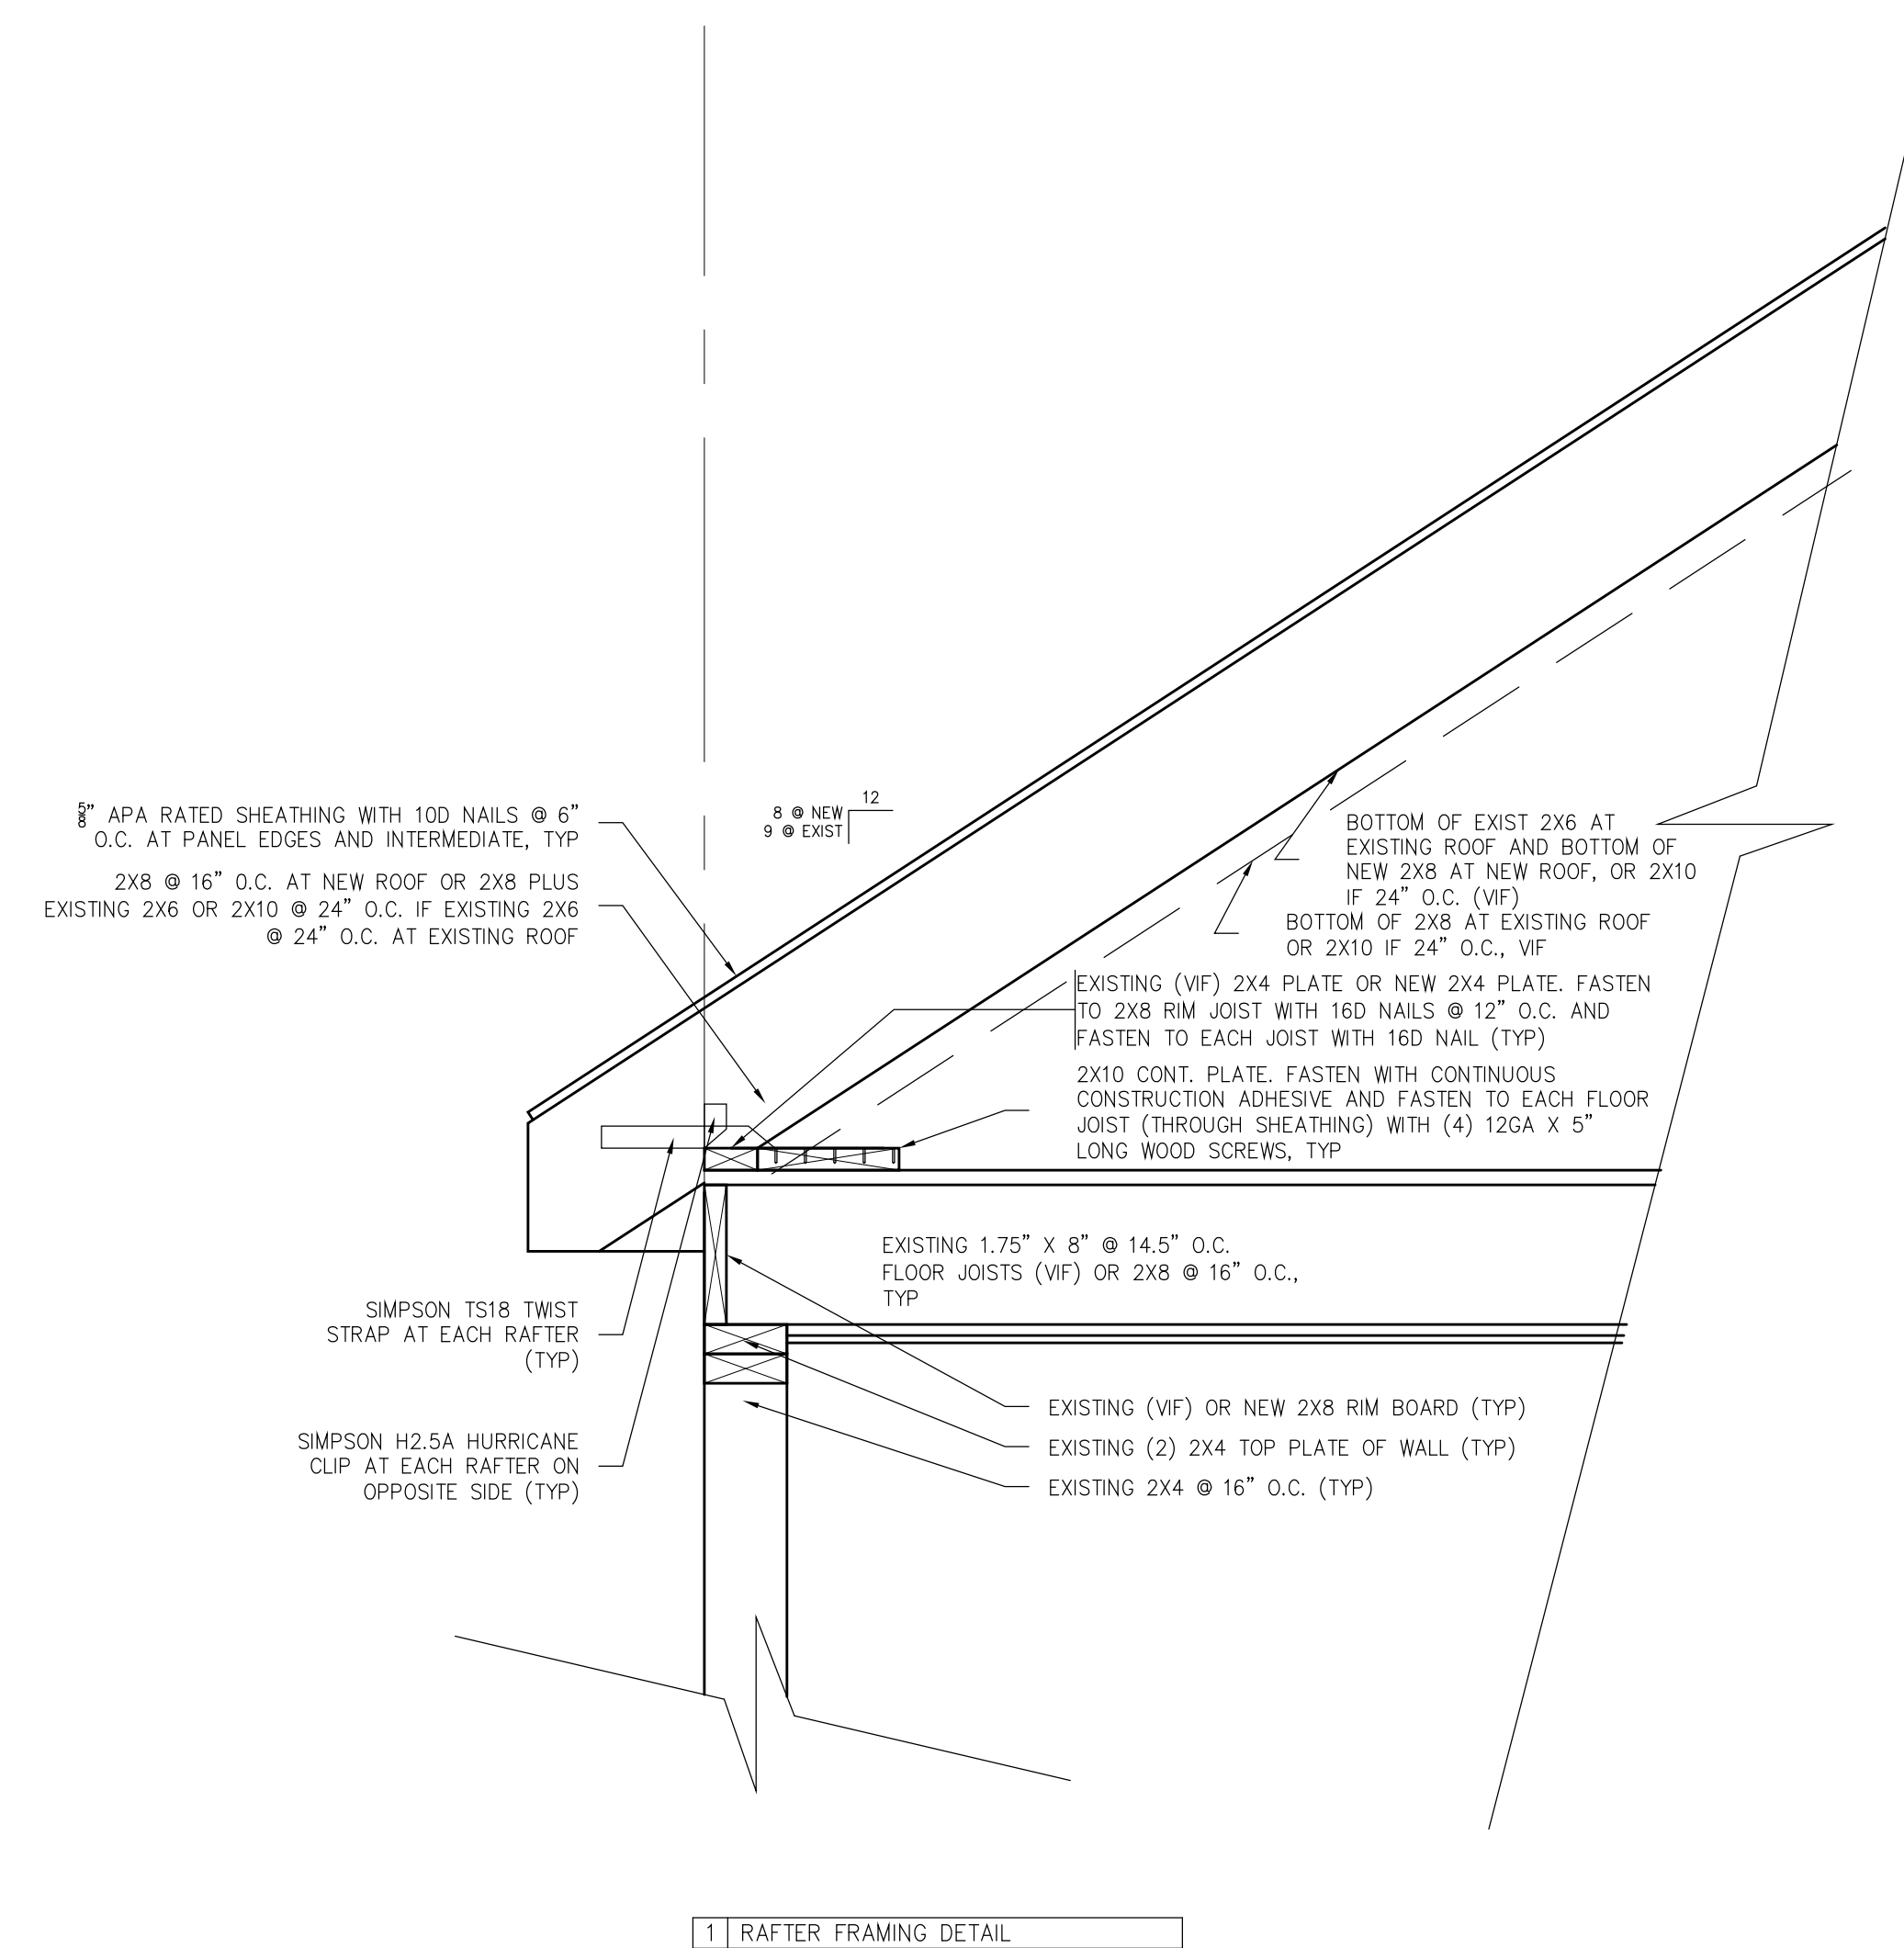 12
8 @ NEW
9 @ EXIST
⅝" APA RATED SHEATHING WITH 10D NAILS @ 6"
O.C. AT PANEL EDGES AND INTERMEDIATE, TYP
2X8 @ 16" O.C. AT NEW ROOF OR 2X8 PLUS
EXISTING 2X6 OR 2X10 @ 24" O.C. IF EXISTING 2X6
@ 24" O.C. AT EXISTING ROOF
BOTTOM OF EXIST 2X6 AT
EXISTING ROOF AND BOTTOM OF
NEW 2X8 AT NEW ROOF, OR 2X10
IF 24" O.C. (VIF)
BOTTOM OF 2X8 AT EXISTING ROOF
OR 2X10 IF 24" O.C., VIF
EXISTING (VIF) 2X4 PLATE OR NEW 2X4 PLATE. FASTEN
TO 2X8 RIM JOIST WITH 16D NAILS @ 12" O.C. AND
FASTEN TO EACH JOIST WITH 16D NAIL (TYP)
2X10 CONT. PLATE. FASTEN WITH CONTINUOUS
CONSTRUCTION ADHESIVE AND FASTEN TO EACH FLOOR
JOIST (THROUGH SHEATHING) WITH (4) 12GA X 5"
LONG WOOD SCREWS, TYP
EXISTING 1.75" X 8" @ 14.5" O.C.
FLOOR JOISTS (VIF) OR 2X8 @ 16" O.C.,
TYP
SIMPSON TS18 TWIST
STRAP AT EACH RAFTER
(TYP)
SIMPSON H2.5A HURRICANE
CLIP AT EACH RAFTER ON
OPPOSITE SIDE (TYP)
EXISTING (VIF) OR NEW 2X8 RIM BOARD (TYP)
EXISTING (2) 2X4 TOP PLATE OF WALL (TYP)
EXISTING 2X4 @ 16" O.C. (TYP)
1 RAFTER FRAMING DETAIL